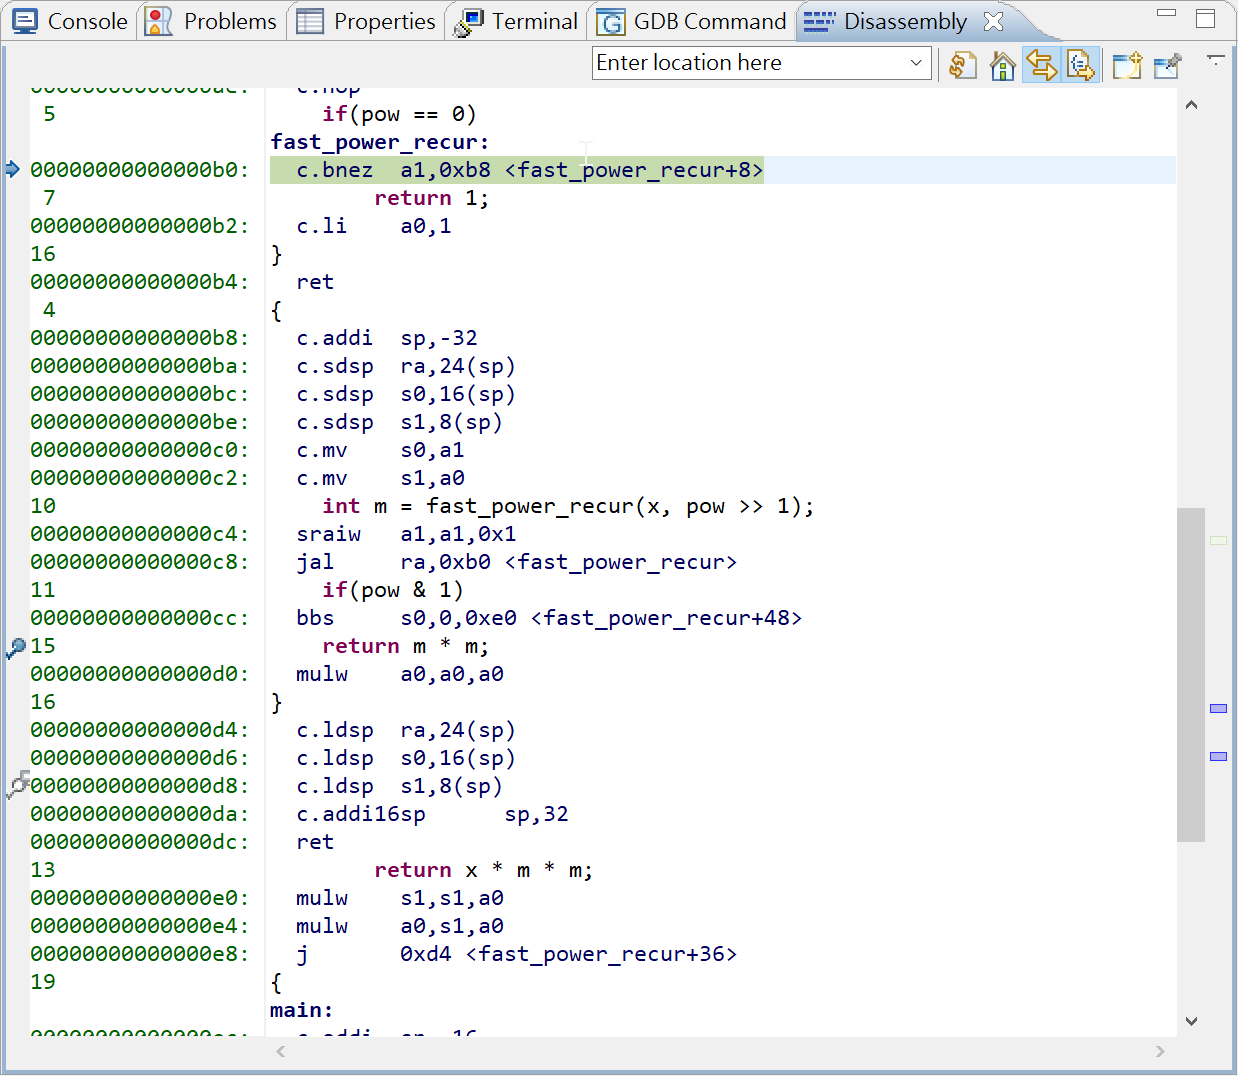 Console Problems Properties Terminal GDB Command Disassembly
Enter location here
c.nop
5 if(pow == 0)
fast_power_recur:
00000000000000b0: c.bnez a1,0xb8 <fast_power_recur+8>
7 return 1;
00000000000000b2: c.li a0,1
16 }
00000000000000b4: ret
4 {
00000000000000b8: c.addi sp,-32
00000000000000ba: c.sdsp ra,24(sp)
00000000000000bc: c.sdsp s0,16(sp)
00000000000000be: c.sdsp s1,8(sp)
00000000000000c0: c.mv s0,a1
00000000000000c2: c.mv s1,a0
10 int m = fast_power_recur(x, pow >> 1);
00000000000000c4: sraiw a1,a1,0x1
00000000000000c8: jal ra,0xb0 <fast_power_recur>
11 if(pow & 1)
00000000000000cc: bbs s0,0,0xe0 <fast_power_recur+48>
15 return m * m;
00000000000000d0: mulw a0,a0,a0
16 }
00000000000000d4: c.ldsp ra,24(sp)
00000000000000d6: c.ldsp s0,16(sp)
00000000000000d8: c.ldsp s1,8(sp)
00000000000000da: c.addi16sp sp,32
00000000000000dc: ret
13 return x * m * m;
00000000000000e0: mulw s1,s1,a0
00000000000000e4: mulw a0,s1,a0
00000000000000e8: j 0xd4 <fast_power_recur+36>
19 {
main:
c.addi sp,-16